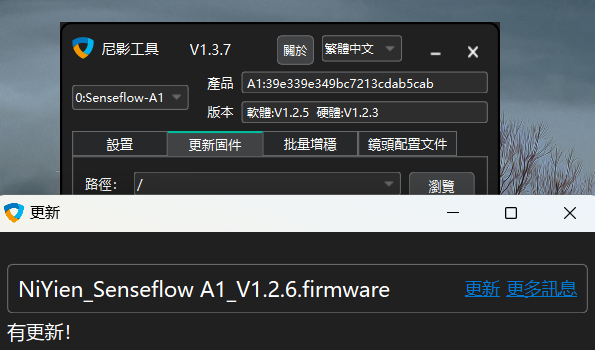 尼影工具 V1.3.7 關於 繁體中文
產品 A1:39e339e349bc7213cdab5cab
0:Senseflow-A1
版本 軟體:V1.2.5 硬體:V1.2.3
設置 更新固件 批量增穩 鏡頭配置文件
路徑: / 瀏覽
更新
NiYien_Senseflow A1_V1.2.6.firmware 更新 更多訊息
有更新!